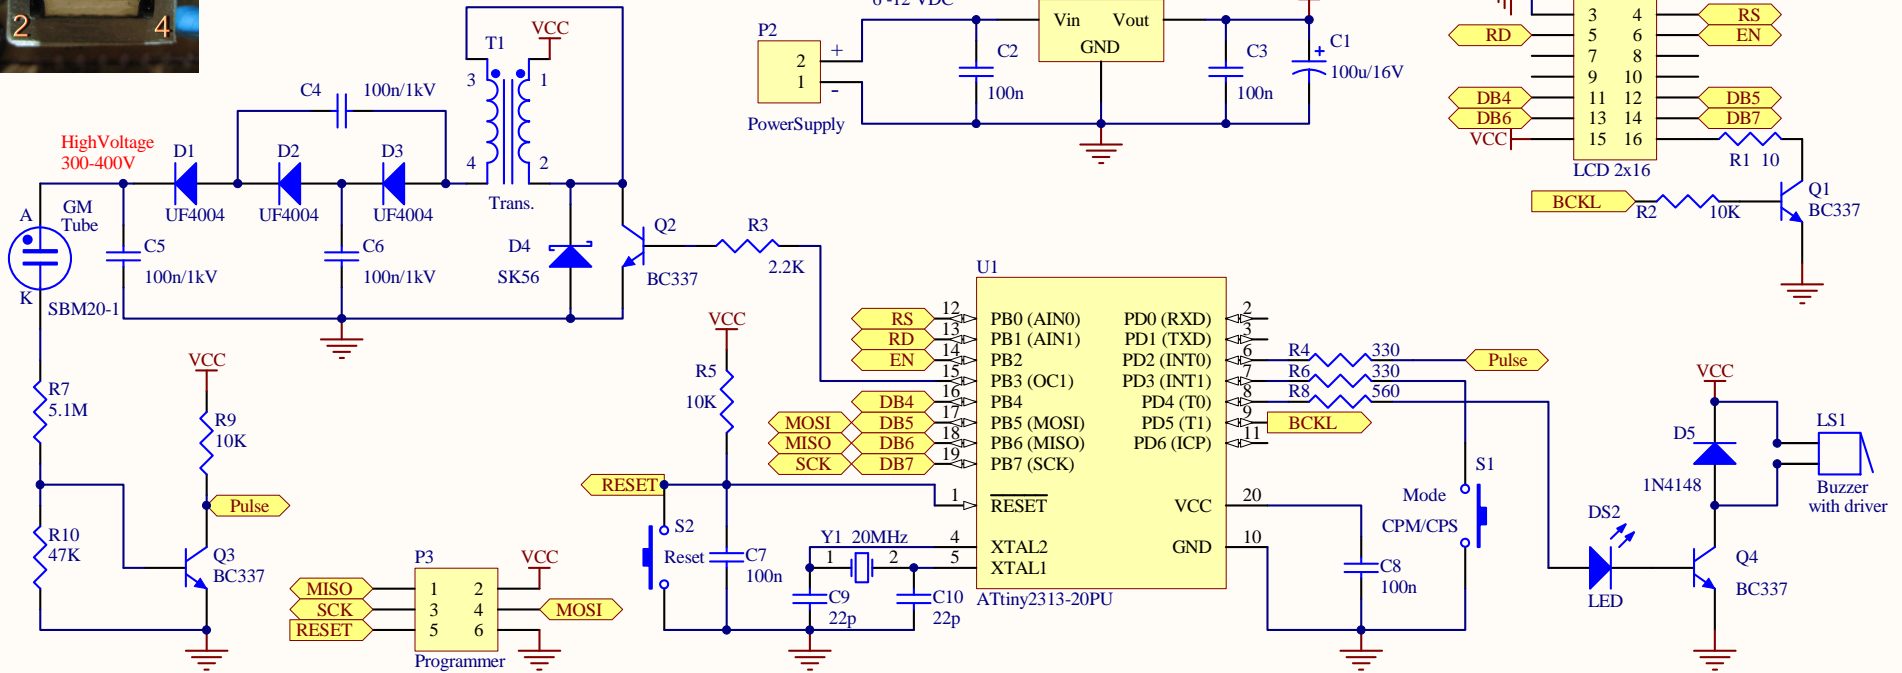 2
4
T1
VCC
3
1
4
2
Trans.
C4
100n/1kV
HighVoltage
300-400V
D1
UF4004
D2
UF4004
D3
UF4004
A
GM
Tube
K
SBM20-1
C5
100n/1kV
C6
100n/1kV
D4
SK56
Q2
BC337
R3
2.2K
P2
2
1
+
-
PowerSupply
C2
100n
Vin
Vout
GND
C3
100n
+
C1
100u/16V
3
4
RS
RD
5
6
EN
7
8
9
10
DB4
11
12
DB5
DB6
13
14
DB7
VCC
15
16
LCD 2x16
R1 10
BCKL
R2
10K
Q1
BC337
R7
5.1M
VCC
R9
10K
Pulse
R10
47K
Q3
BC337
P3
VCC
MISO
1
2
SCK
3
4
MOSI
RESET
5
6
Programmer
VCC
R5
10K
RESET
S2
Reset
C7
100n
Y1 20MHz
1
2
C9
22p
C10
22p
U1
RS
12
PB0 (AIN0)
RD
13
PB1 (AIN1)
EN
14
PB2
15
PB3 (OC1)
DB4
16
PB4
MOSI
DB5
17
PB5 (MOSI)
MISO
DB6
18
PB6 (MISO)
SCK
DB7
19
PB7 (SCK)
1
RESET
4
XTAL2
5
XTAL1
PD0 (RXD)
2
PD1 (TXD)
3
PD2 (INT0)
6
PD3 (INT1)
7
PD4 (T0)
8
PD5 (T1)
9
BCKL
PD6 (ICP)
11
VCC
20
GND
10
ATtiny2313-20PU
R4
330
Pulse
R6
330
R8
560
S1
Mode
CPM/CPS
C8
100n
DS2
LED
VCC
D5
1N4148
LS1
Buzzer
with driver
Q4
BC337